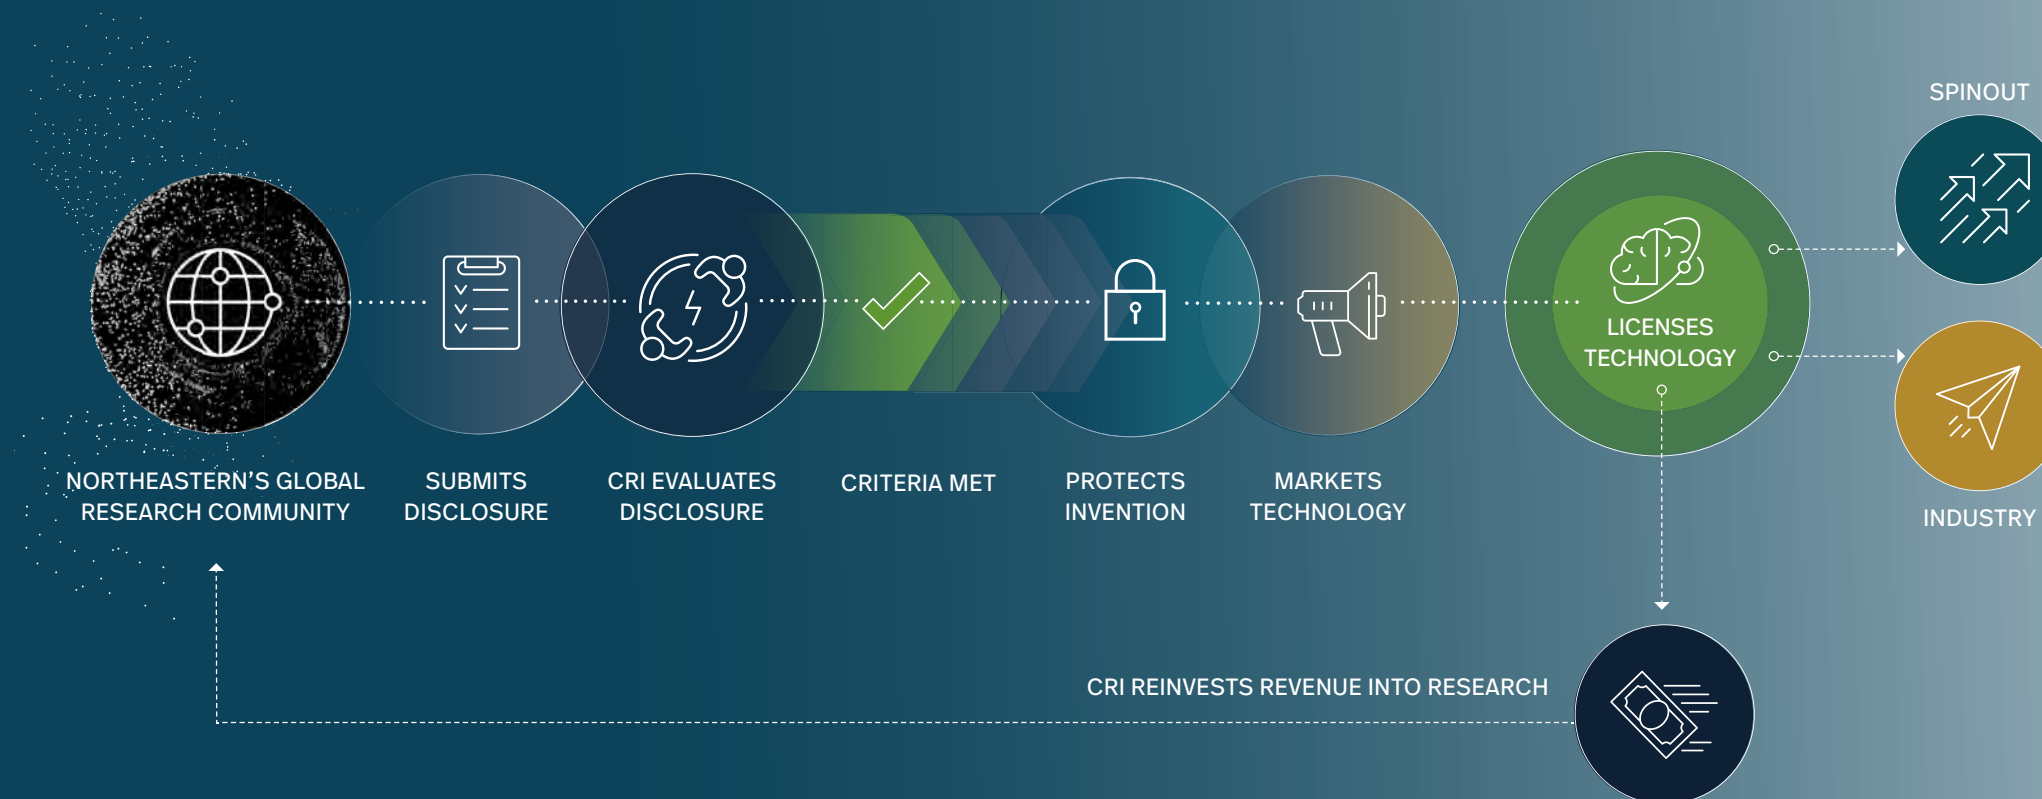 SPINOUT
LICENSES
TECHNOLOGY
NORTHEASTERN’S GLOBAL
RESEARCH COMMUNITY
SUBMITS
DISCLOSURE
CRI EVALUATES
DISCLOSURE
CRITERIA MET
PROTECTS
INVENTION
MARKETS
TECHNOLOGY
INDUSTRY
CRI REINVESTS REVENUE INTO RESEARCH